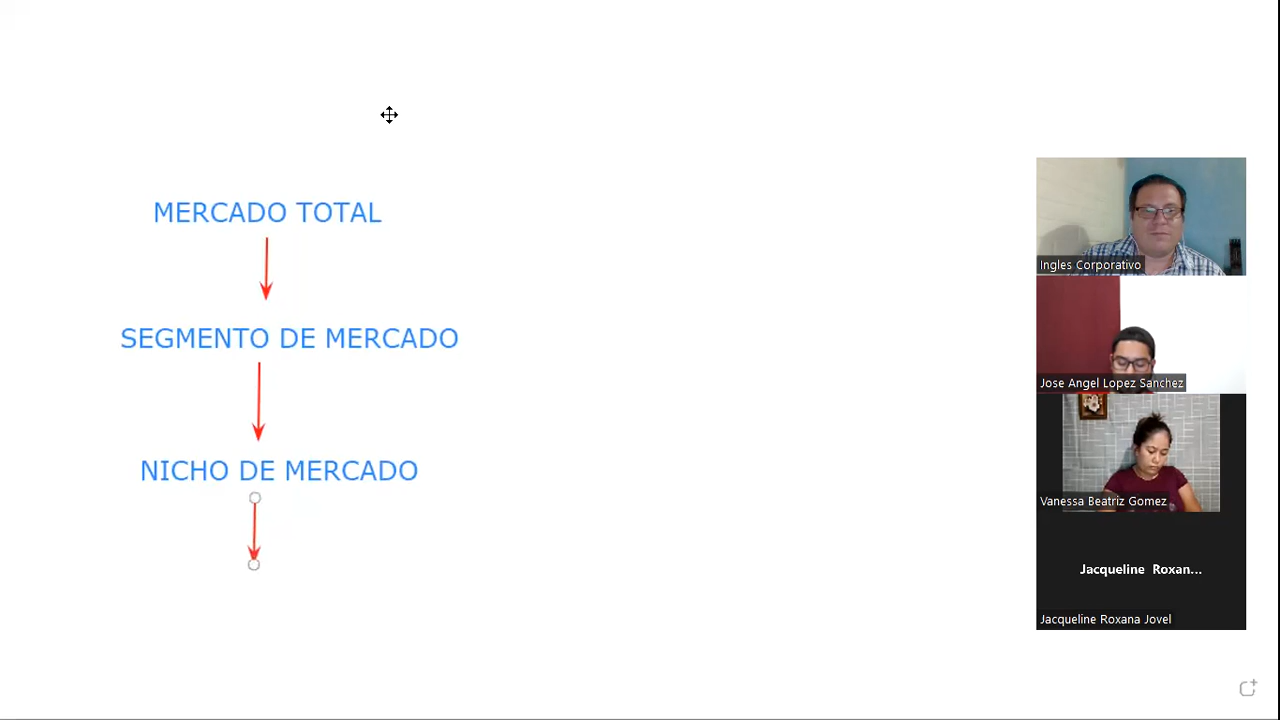 MERCADO TOTAL
SEGMENTO DE MERCADO
NICHO DE MERCADO
Ingles Corporativo
Jose Angel Lopez Sanchez
Vanessa Beatriz Gomez
Jacqueline Roxan...
Jacqueline Roxana Jovel